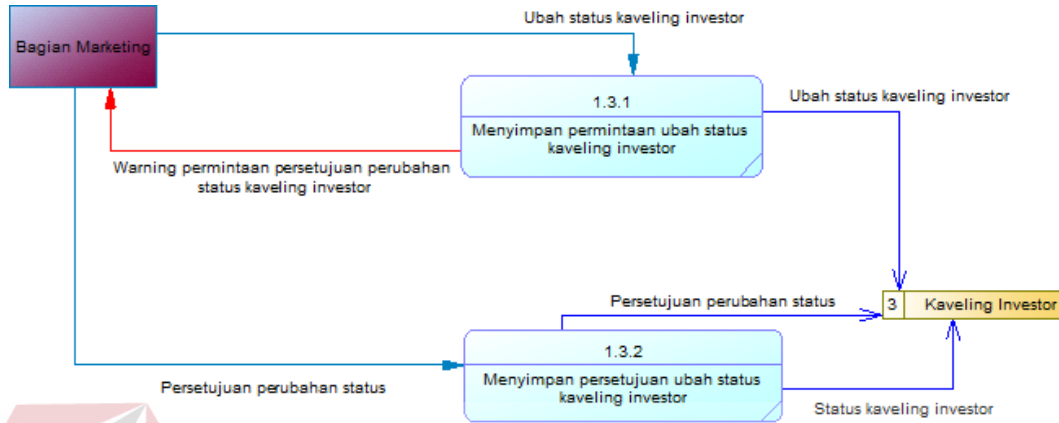 Ubah status kaveling investor
Bagian Marketing
1.3.1
Menyimpan permintaan ubah status
kaveling investor
Ubah status kaveling investor
Warning permintaan persetujuan perubahan
status kaveling investor
Persetujuan perubahan status
3 Kaveling Investor
1.3.2
Menyimpan persetujuan ubah status
kaveling investor
Persetujuan perubahan status
Status kaveling investor